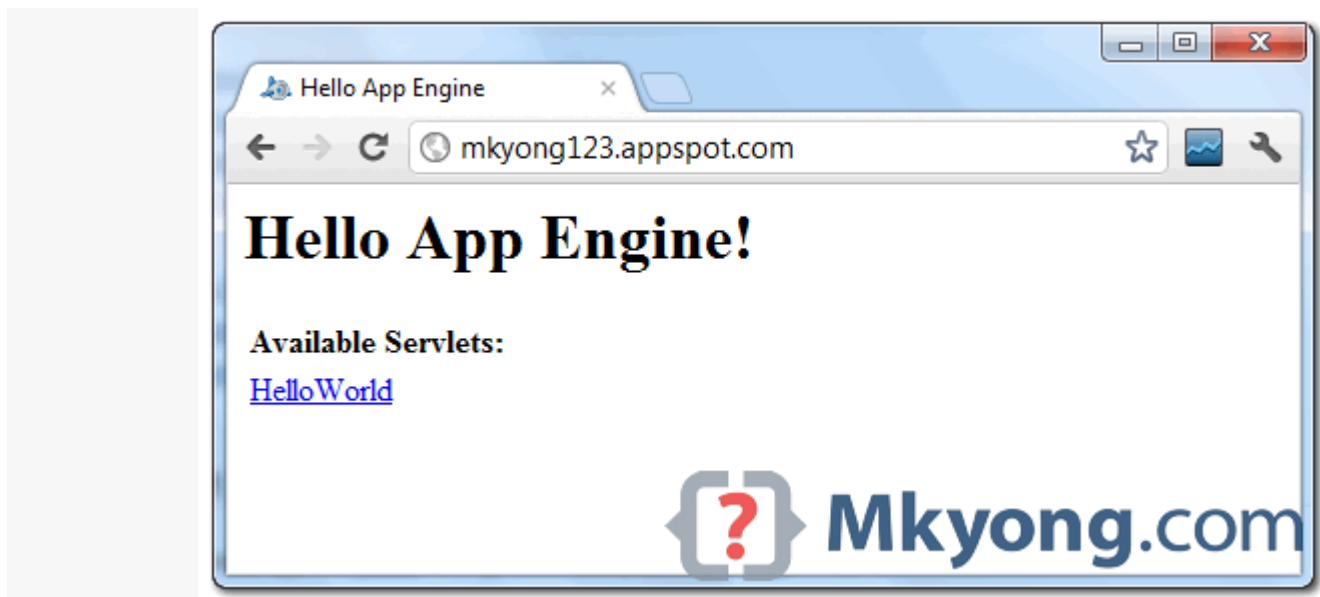 Hello App Engine
mkyong123.appspot.com
Hello App Engine!
Available Servlets:
HelloWorld
? Mkyong.com